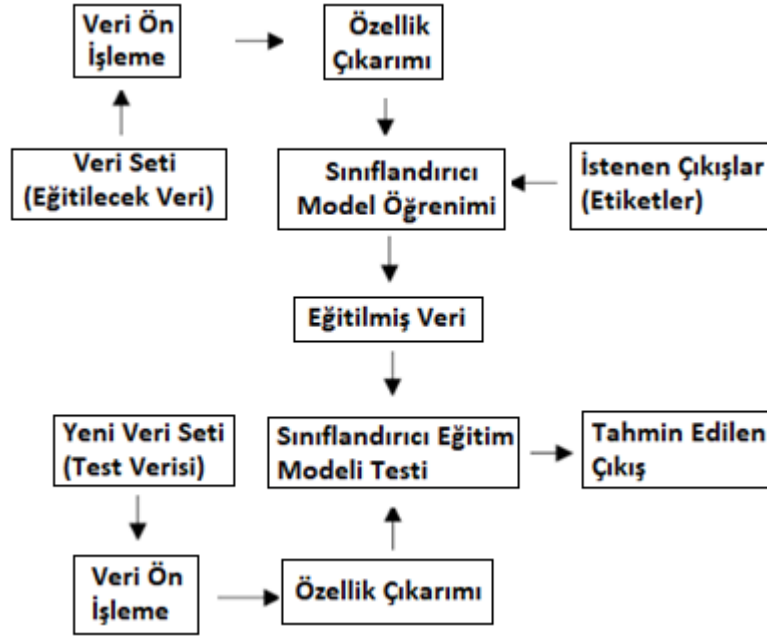 Veri Ön
İşleme
Özellik
Çıkarımı
Veri Seti
(Eğitilecek Veri)
Sınıflandırıcı
Model Öğrenimi
İstenen Çıkışlar
(Etiketler)
Eğitilmiş Veri
Yeni Veri Seti
(Test Verisi)
Sınıflandırıcı Eğitim
Modeli Testi
Tahmin Edilen
Çıkış
Veri Ön
İşleme
Özellik Çıkarımı